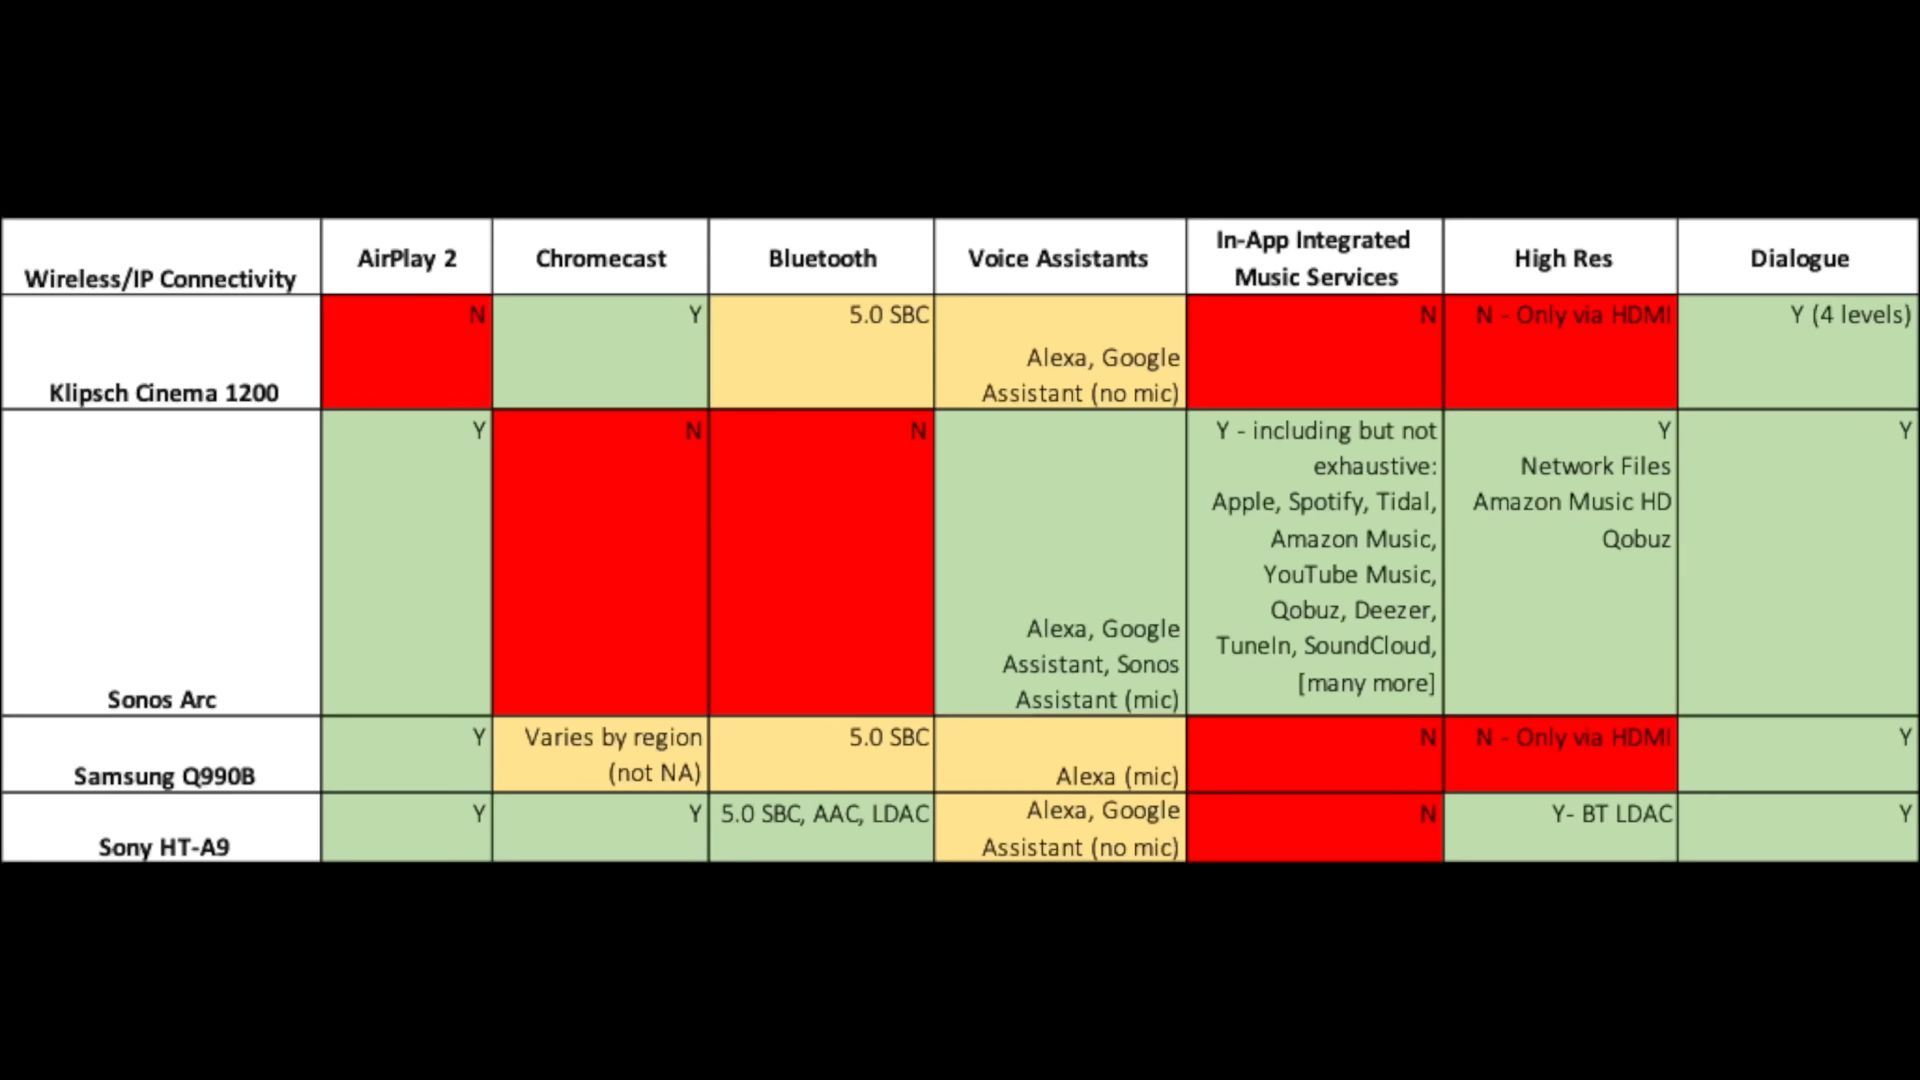 Wireless/IP Connectivity
AirPlay 2
Chromecast
Bluetooth
Voice Assistants
In-App Integrated
Music Services
High Res
Dialogue
Klipsch Cinema 1200
N
Y
5.0 SBC
Alexa, Google
Assistant (no mic)
N
N - Only via HDMI
Y (4 levels)
Sonos Arc
Y
N
N
Alexa, Google
Assistant, Sonos
Assistant (mic)
Y - including but not
exhaustive:
Apple, Spotify, Tidal,
Amazon Music,
YouTube Music,
Qobuz, Deezer,
TuneIn, SoundCloud,
[many more]
Y
Network Files
Amazon Music HD
Qobuz
Y
Samsung Q990B
Y
Varies by region
(not NA)
5.0 SBC
Alexa (mic)
N
N - Only via HDMI
Y
Sony HT-A9
Y
Y
5.0 SBC, AAC, LDAC
Alexa, Google
Assistant (no mic)
N
Y- BT LDAC
Y